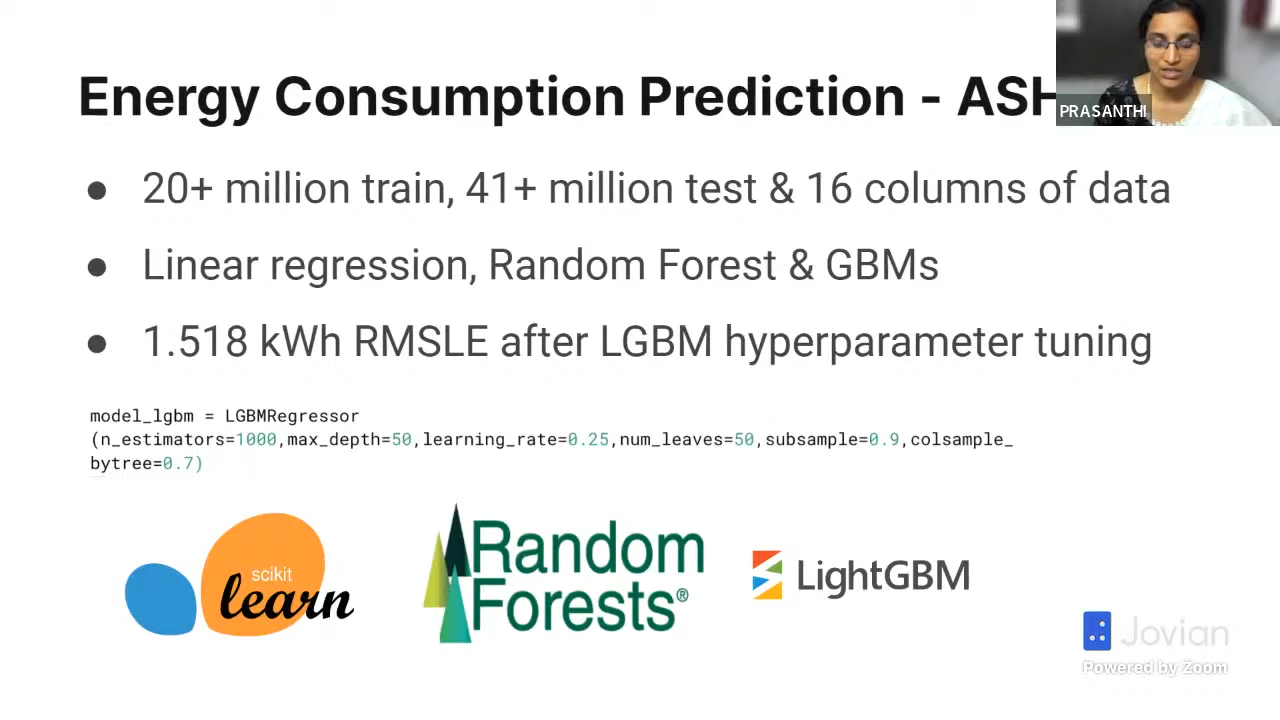 Energy Consumption Prediction - ASH
PRASANTHI
● 20+ million train, 41+ million test & 16 columns of data
● Linear regression, Random Forest & GBMs
● 1.518 kWh RMSLE after LGBM hyperparameter tuning
model_lgbm = LGBMRegressor
(n_estimators=1000,max_depth=50,learning_rate=0.25,num_leaves=50,subsample=0.9,colsample_
bytree=0.7)
scikit
learn
Random
Forests®
LightGBM
Jovian
Powered by Zoom